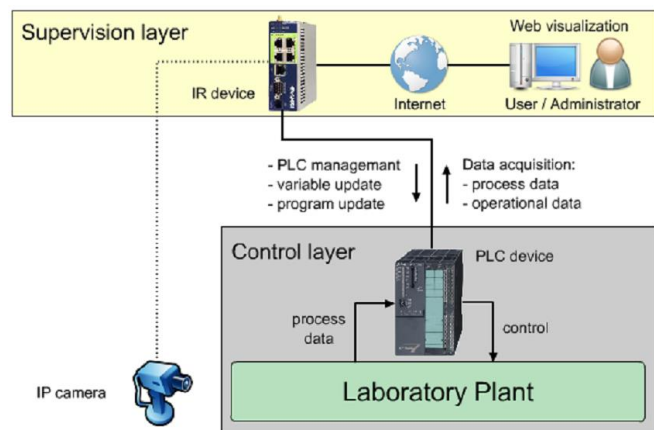 Supervision layer
Web visualization
IR device
Internet
User / Administrator
- PLC managemant
- variable update
- program update
Data acquisition:
- process data
- operational data
Control layer
PLC device
process
data
control
Laboratory Plant
IP camera